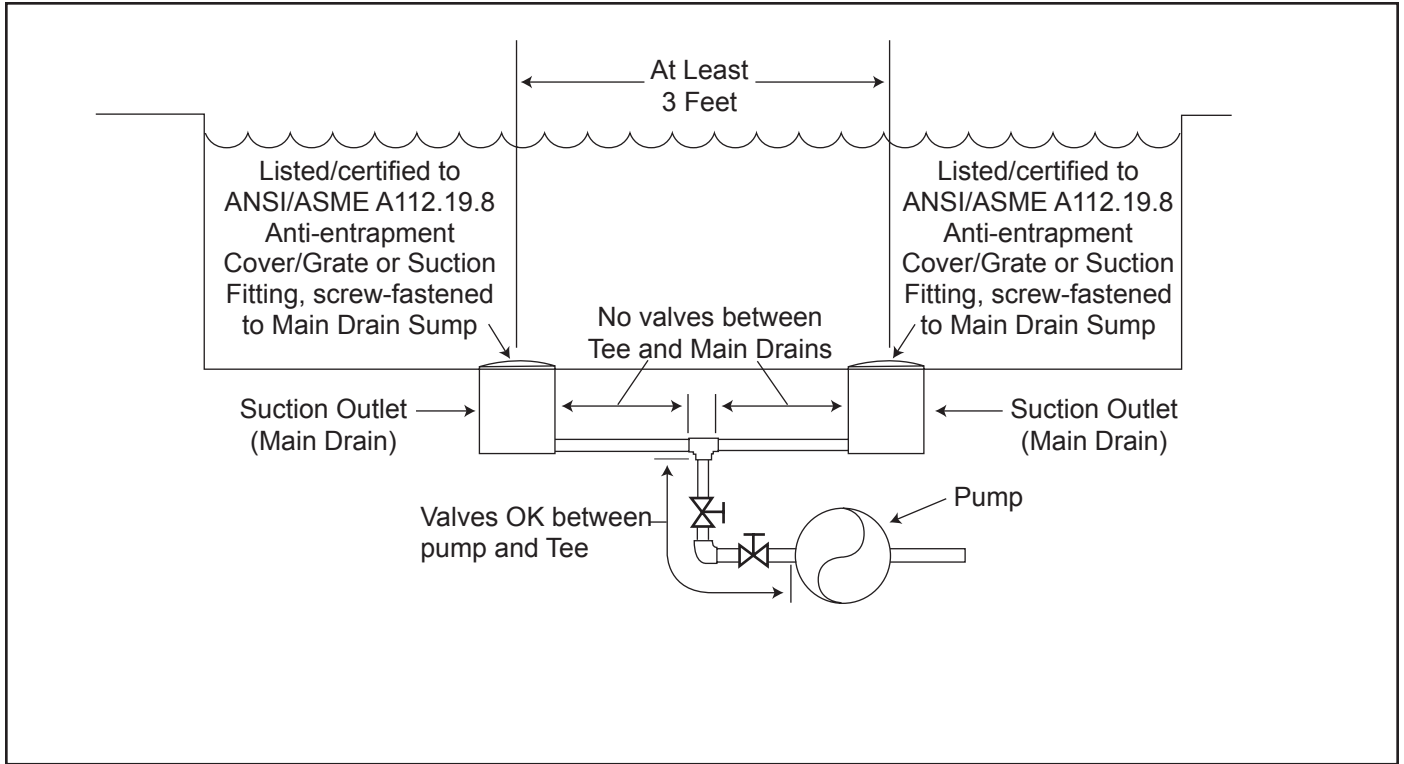 At Least
3 Feet
Listed/certified to
ANSI/ASME A112.19.8
Anti-entrapment
Cover/Grate or Suction
Fitting, screw-fastened
to Main Drain Sump
Listed/certified to
ANSI/ASME A112.19.8
Anti-entrapment
Cover/Grate or Suction
Fitting, screw-fastened
to Main Drain Sump
No valves between
Tee and Main Drains
Suction Outlet
(Main Drain)
Suction Outlet
(Main Drain)
Valves OK between
pump and Tee
Pump